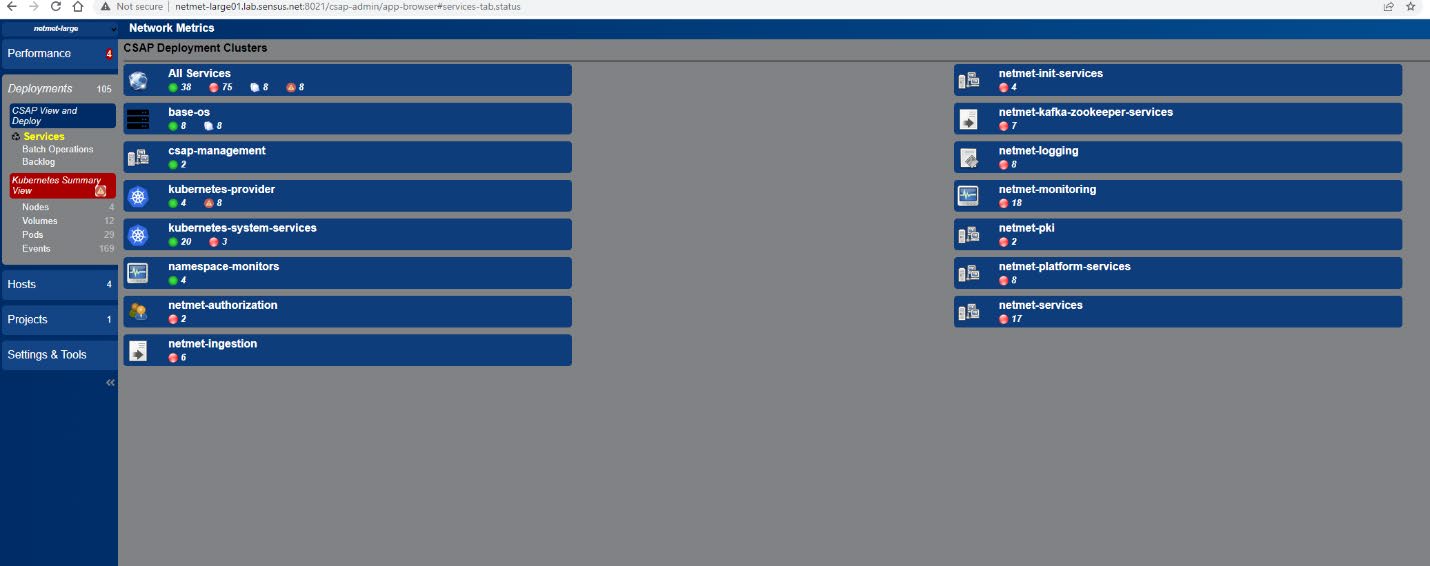 Not secure
netmet-large01.lab.sensus.net:8021/csap-admin/app-browser#services-tab.status
netmet-large
Network Metrics
Performance 4
Deployments 105
CSAP View and
Deploy
Services
Batch Operations
Backlog
Kubernetes Summary
View
Nodes 4
Volumes 12
Pods 29
Events 169
Hosts 4
Projects 1
Settings & Tools
CSAP Deployment Clusters
All Services
38 75 8 8
base-os
8 8
csap-management
2
kubernetes-provider
4 8
kubernetes-system-services
20 3
namespace-monitors
4
netmet-authorization
2
netmet-ingestion
6
netmet-init-services
4
netmet-kafka-zookeeper-services
7
netmet-logging
8
netmet-monitoring
18
netmet-pki
2
netmet-platform-services
8
netmet-services
17